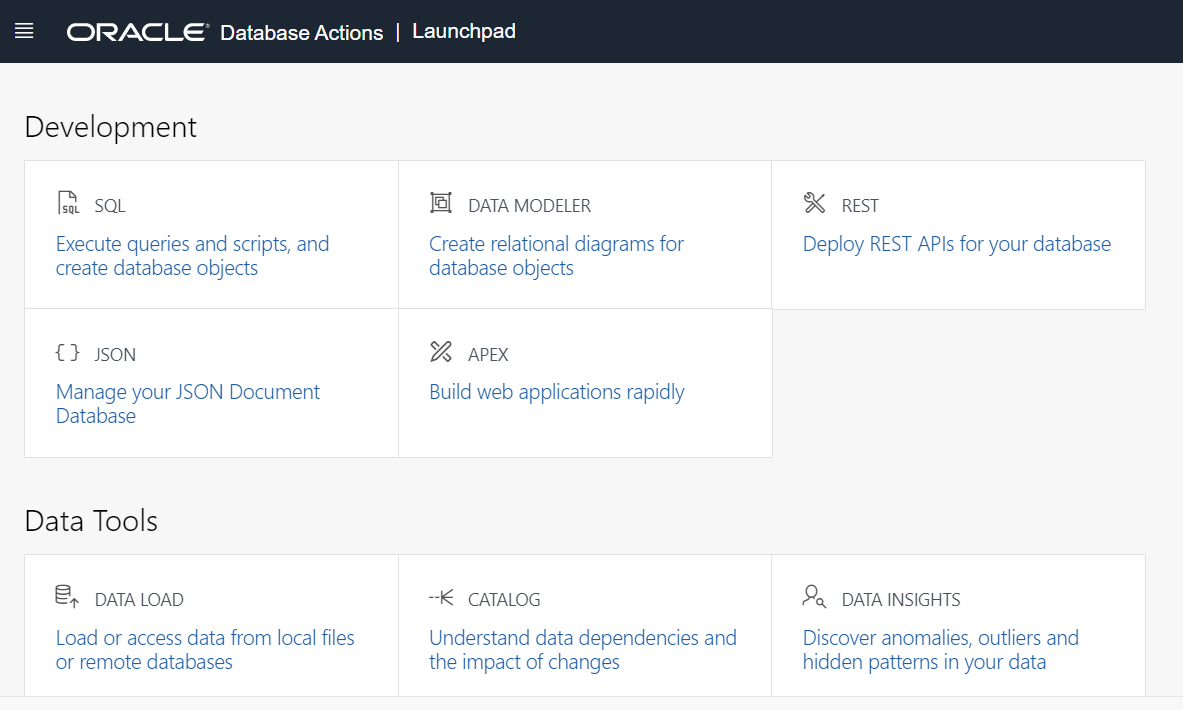 ORACLE® Database Actions | Launchpad
Development
SQL
Execute queries and scripts, and
create database objects
DATA MODELER
Create relational diagrams for
database objects
REST
Deploy REST APIs for your database
{ } JSON
Manage your JSON Document
Database
APEX
Build web applications rapidly
Data Tools
DATA LOAD
Load or access data from local files
or remote databases
CATALOG
Understand data dependencies and
the impact of changes
DATA INSIGHTS
Discover anomalies, outliers and
hidden patterns in your data